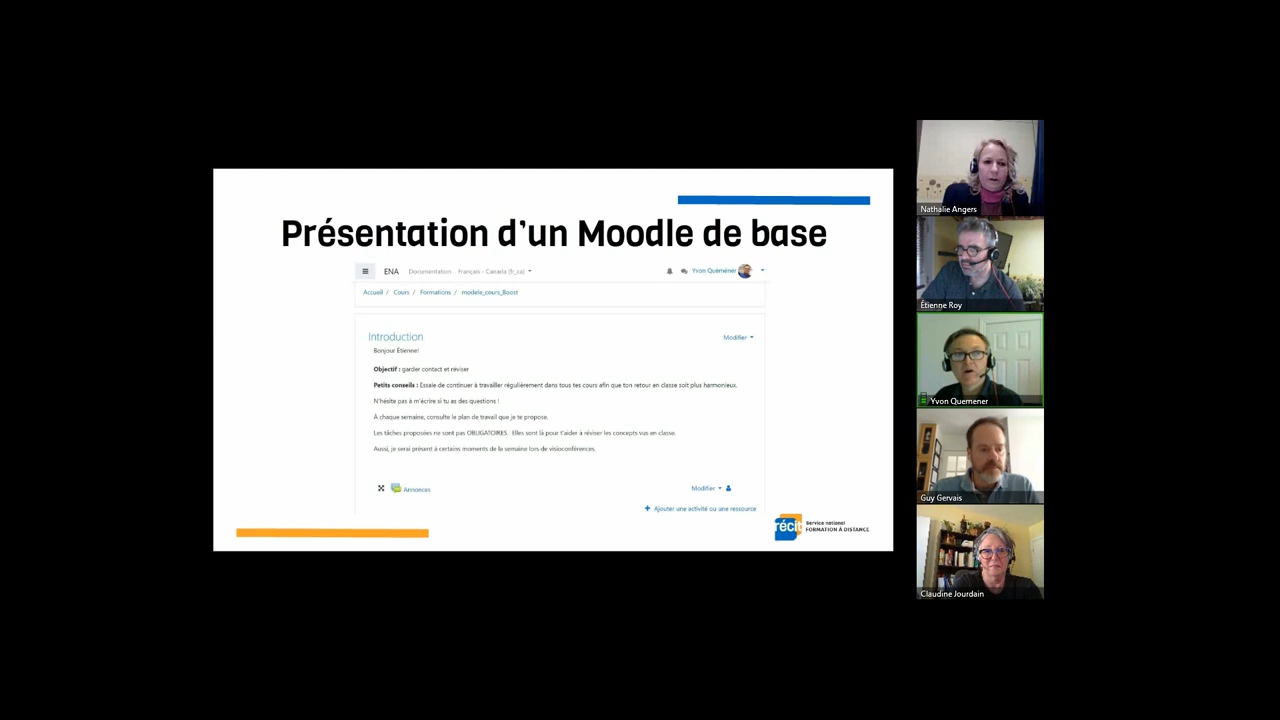 Présentation d'un Moodle de base
ENA Documentation Français - Canada (fr_ca)
Yvon Quemener
Accueil / Cours / Formations / modele_cours_Boost
Introduction
Modifier
Bonjour Étienne!
Objectif : garder contact et réviser
Petits conseils : Essaie de continuer à travailler régulièrement dans tous tes cours afin que ton retour en classe soit plus harmonieux.
N'hésite pas à m'écrire si tu as des questions !
À chaque semaine, consulte le plan de travail que je te propose.
Les tâches proposées ne sont pas OBLIGATOIRES. Elles sont là pour t'aider à réviser les concepts vus en classe.
Aussi, je serai présent à certains moments de la semaine lors de visioconférences.
Annonces
Modifier
+ Ajouter une activité ou une ressource
récit
Service national
FORMATION À DISTANCE
Nathalie Angers
Étienne Roy
Yvon Quemener
Guy Gervais
Claudine Jourdain